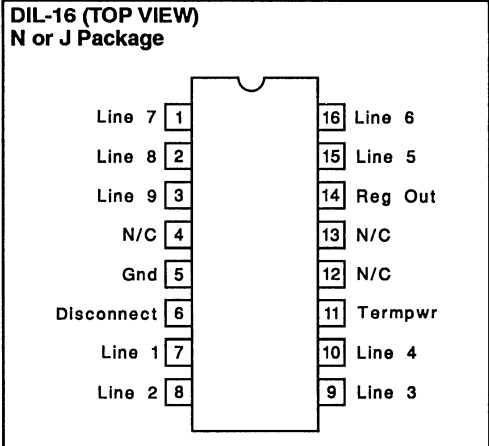 DIL-16 (TOP VIEW)
N or J Package
Line 7 1 16 Line 6
Line 8 2 15 Line 5
Line 9 3 14 Reg Out
N/C 4 13 N/C
Gnd 5 12 N/C
Disconnect 6 11 Termpwr
Line 1 7 10 Line 4
Line 2 8 9 Line 3